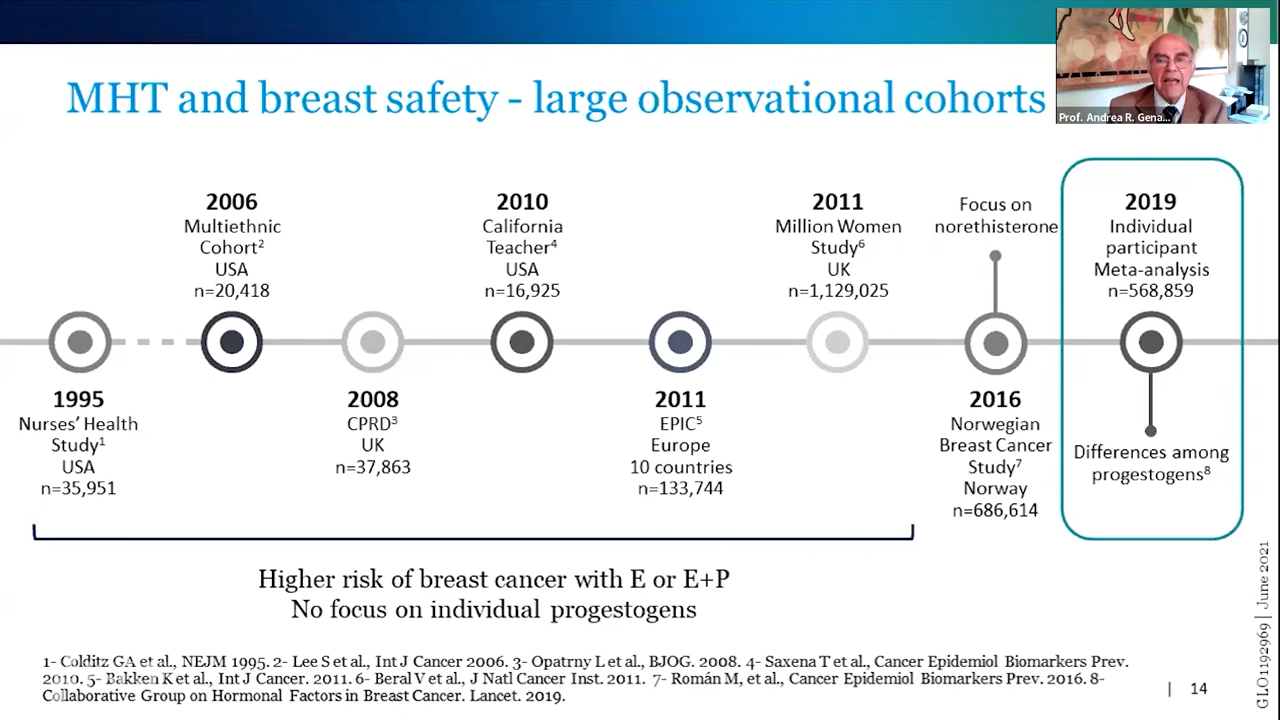 MHT and breast safety - large observational cohorts
Prof. Andrea R. Gena...
1995
Nurses' Health
Study1
USA
n=35,951
2006
Multiethnic
Cohort2
USA
n=20,418
2008
CPRD3
UK
n=37,863
2010
California
Teacher4
USA
n=16,925
2011
EPIC5
Europe
10 countries
n=133,744
2011
Million Women
Study6
UK
n=1,129,025
Focus on
norethisterone
2016
Norwegian
Breast Cancer
Study7
Norway
n=686,614
2019
Individual
participant
Meta-analysis
n=568,859
Differences among
progestogens8
Higher risk of breast cancer with E or E+P
No focus on individual progestogens
1- Colditz GA et al., NEJM 1995. 2- Lee S et al., Int J Cancer 2006. 3- Opatrny L et al., BJOG. 2008. 4- Saxena T et al., Cancer Epidemiol Biomarkers Prev.
2010. 5- Bakken K et al., Int J Cancer. 2011. 6- Beral V et al., J Natl Cancer Inst. 2011. 7- Román M, et al., Cancer Epidemiol Biomarkers Prev. 2016. 8-
Collaborative Group on Hormonal Factors in Breast Cancer. Lancet. 2019.
| 14
GLO1192969 | June 2021